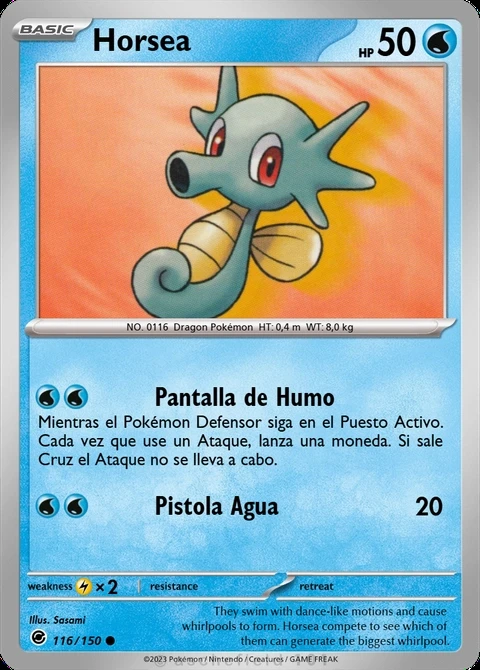 BASIC
Horsea
HP 50
NO. 0116 Dragon Pokémon HT: 0,4 m WT: 8,0 kg
Pantalla de Humo
Mientras el Pokémon Defensor siga en el Puesto Activo.
Cada vez que use un Ataque, lanza una moneda. Si sale
Cruz el Ataque no se lleva a cabo.
Pistola Agua 20
weakness ×2 resistance retreat
Illus. Sasami
116/150
They swim with dance-like motions and cause
whirlpools to form. Horsea compete to see which of
them can generate the biggest whirlpool.
©2023 Pokémon / Nintendo / Creatures / GAME FREAK